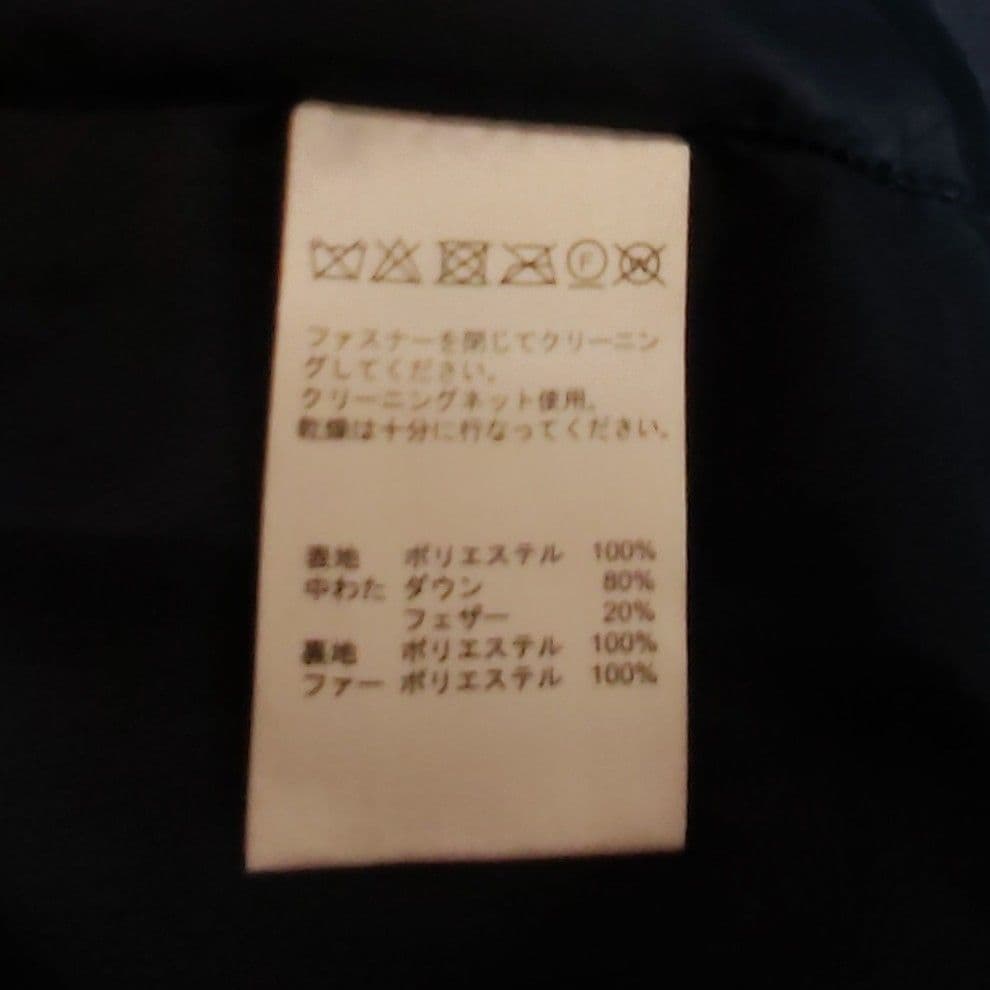 F W
ファスナーを閉じてクリーニン
グしてください。
クリーニングネット使用。
乾燥は十分に行なってください。
表地 ポリエステル 100%
中わた ダウン 80%
フェザー 20%
裏地 ポリエステル 100%
ファー ポリエステル 100%